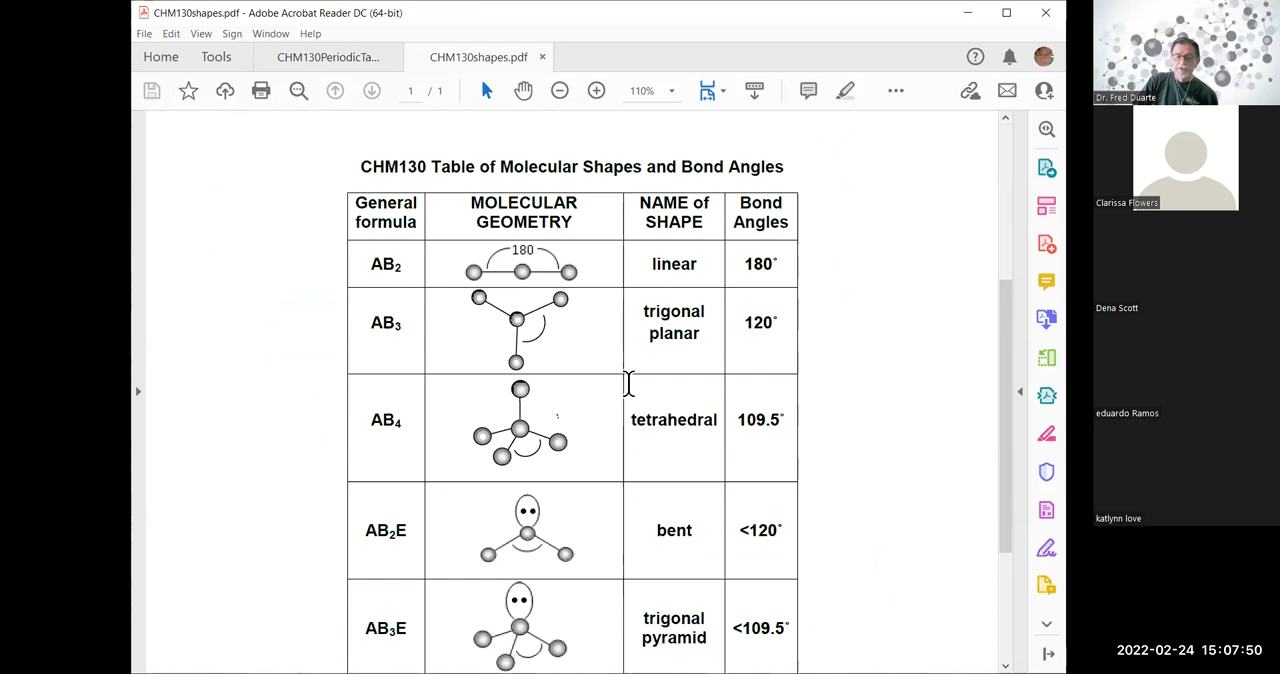 CHM130shapes.pdf - Adobe Acrobat Reader DC (64-bit)
File Edit View Sign Window Help
Home Tools CHM130PeriodicTa... CHM130shapes.pdf ×
1 / 1 110%
CHM130 Table of Molecular Shapes and Bond Angles
General formula
MOLECULAR GEOMETRY
NAME of SHAPE
Bond Angles
AB₂ 180 linear 180°
AB₃ trigonal planar 120°
AB₄ tetrahedral 109.5°
AB₂E bent <120°
AB₃E trigonal pyramid <109.5°
Dr. Fred Duarte
Clarissa Flowers
Dena Scott
eduardo Ramos
katlynn love
2022-02-24 15:07:50